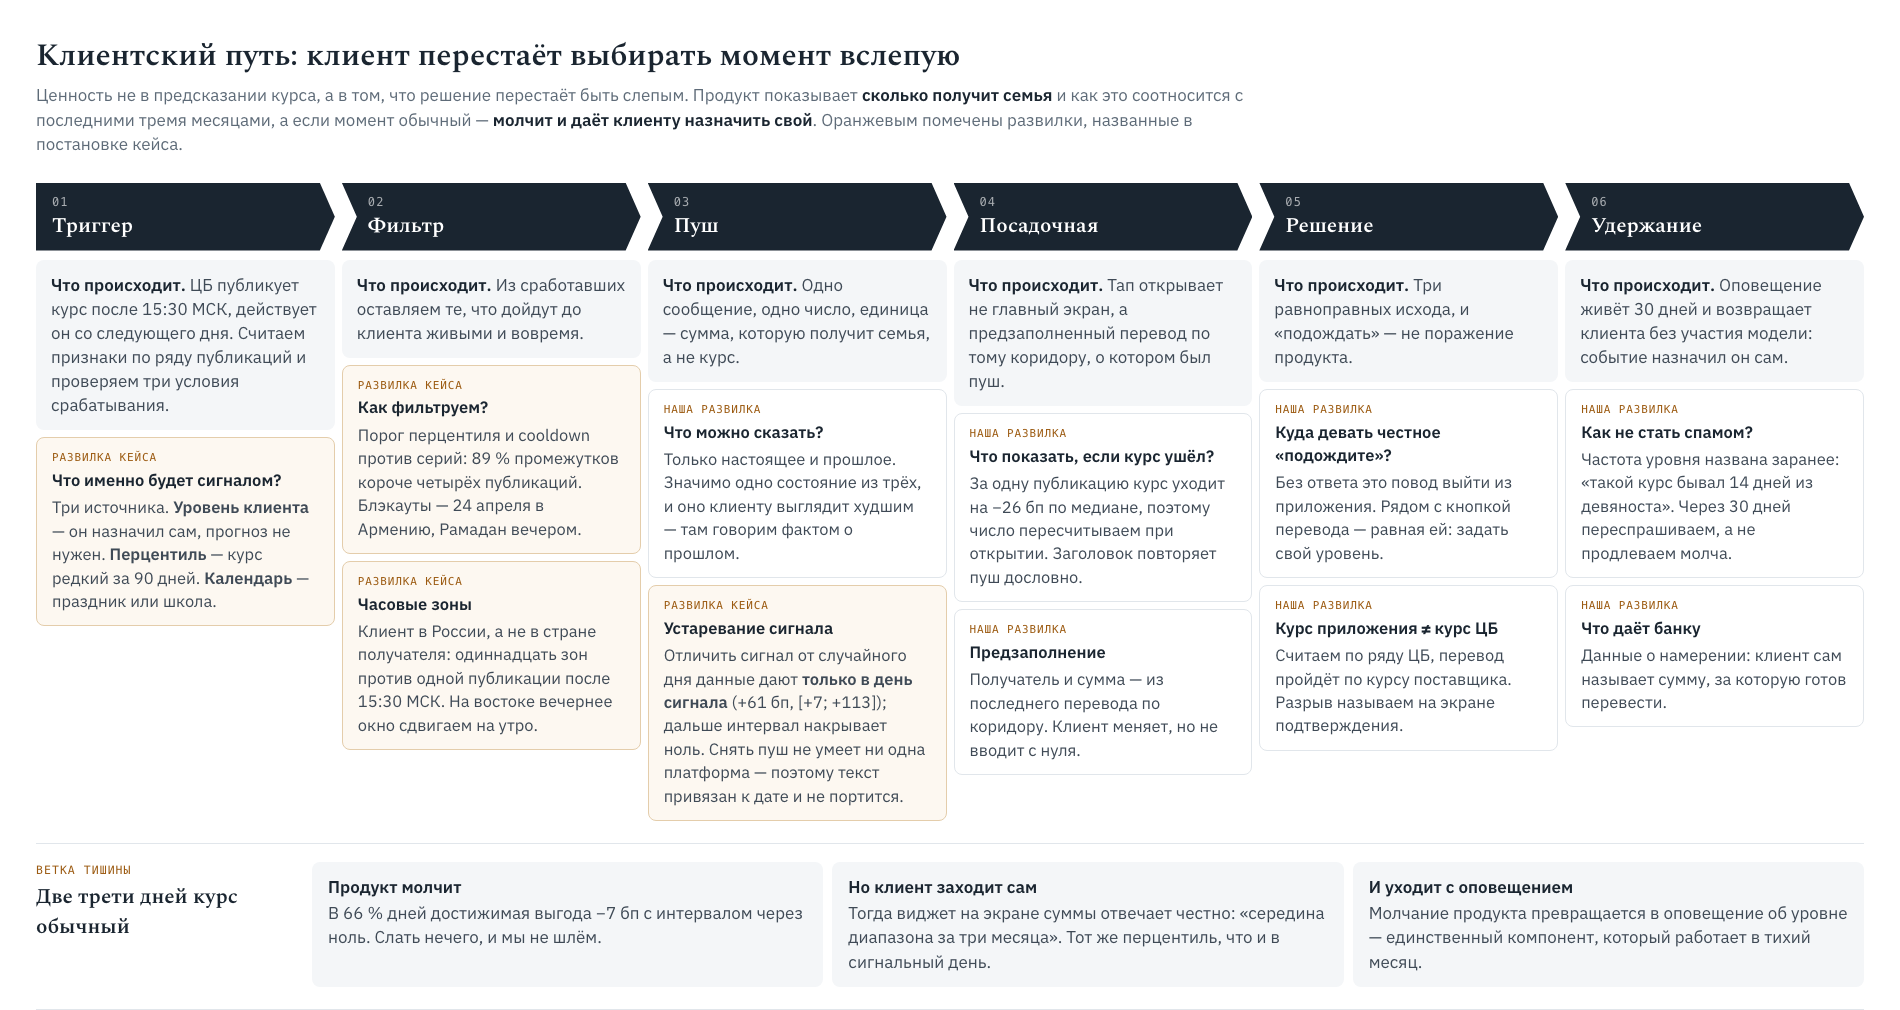 Клиентский путь: клиент перестаёт выбирать момент вслепую
Ценность не в предсказании курса, а в том, что решение перестаёт быть слепым. Продукт показывает сколько получит семья и как это соотносится с
последними тремя месяцами, а если момент обычный — молчит и даёт клиенту назначить свой. Оранжевым помечены развилки, названные в
постановке кейса.
01
Триггер
Что происходит. ЦБ публикует
курс после 15:30 МСК, действует
он со следующего дня. Считаем
признаки по ряду публикаций и
проверяем три условия
срабатывания.
РАЗВИЛКА КЕЙСА
Что именно будет сигналом?
Три источника. Уровень клиента
— он назначил сам, прогноз не
нужен. Перцентиль — курс
редкий за 90 дней. Календарь —
праздник или школа.
02
Фильтр
Что происходит. Из сработавших
оставляем те, что дойдут до
клиента живыми и вовремя.
РАЗВИЛКА КЕЙСА
Как фильтруем?
Порог перцентиля и cooldown
против серий: 89 % промежутков
короче четырёх публикаций.
Блэкауты — 24 апреля в
Армению, Рамадан вечером.
РАЗВИЛКА КЕЙСА
Часовые зоны
Клиент в России, а не в стране
получателя: одиннадцать зон
против одной публикации после
15:30 МСК. На востоке вечернее
окно сдвигаем на утро.
03
Пуш
Что происходит. Одно
сообщение, одно число, единица
— сумма, которую получит семья,
а не курс.
НАША РАЗВИЛКА
Что можно сказать?
Только настоящее и прошлое.
Значимо одно состояние из трёх,
и оно клиенту выглядит худшим
— там говорим фактом о
прошлом.
РАЗВИЛКА КЕЙСА
Устаревание сигнала
Отличить сигнал от случайного
дня данные дают только в день
сигнала (+61 бп, [+7; +113]);
дальше интервал накрывает
ноль. Снять пуш не умеет ни одна
платформа — поэтому текст
привязан к дате и не портится.
04
Посадочная
Что происходит. Тап открывает
не главный экран, а
предзаполненный перевод по
тому коридору, о котором был
пуш.
НАША РАЗВИЛКА
Что показать, если курс ушёл?
За одну публикацию курс уходит
на −26 бп по медиане, поэтому
число пересчитываем при
открытии. Заголовок повторяет
пуш дословно.
НАША РАЗВИЛКА
Предзаполнение
Получатель и сумма — из
последнего перевода по
коридору. Клиент меняет, но не
вводит с нуля.
05
Решение
Что происходит. Три
равноправных исхода, и
«подождать» — не поражение
продукта.
НАША РАЗВИЛКА
Куда девать честное
«подождите»?
Без ответа это повод выйти из
приложения. Рядом с кнопкой
перевода — равная ей: задать
свой уровень.
НАША РАЗВИЛКА
Курс приложения ≠ курс ЦБ
Считаем по ряду ЦБ, перевод
пройдёт по курсу поставщика.
Разрыв называем на экране
подтверждения.
06
Удержание
Что происходит. Оповещение
живёт 30 дней и возвращает
клиента без участия модели:
событие назначил он сам.
НАША РАЗВИЛКА
Как не стать спамом?
Частота уровня названа заранее:
«такой курс бывал 14 дней из
девяноста». Через 30 дней
переспрашиваем, а не
продлеваем молча.
НАША РАЗВИЛКА
Что даёт банку
Данные о намерении: клиент сам
называет сумму, за которую готов
перевести.
ВЕТКА ТИШИНЫ
Две трети дней курс
обычный
Продукт молчит
В 66 % дней достижимая выгода −7 бп с интервалом через
ноль. Слать нечего, и мы не шлём.
Но клиент заходит сам
Тогда виджет на экране суммы отвечает честно: «середина
диапазона за три месяца». Тот же перцентиль, что и в
сигнальный день.
И уходит с оповещением
Молчание продукта превращается в оповещение об уровне
— единственный компонент, который работает в тихий
месяц.